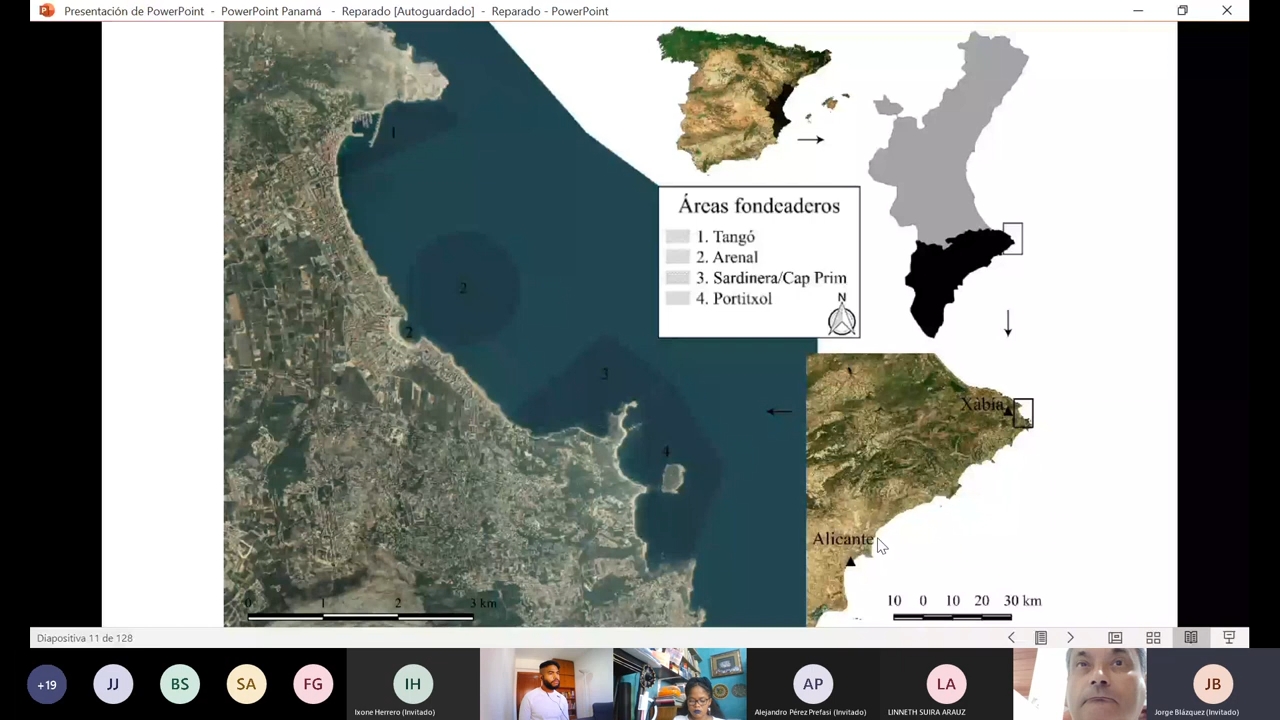 Presentación de PowerPoint - PowerPoint Panamá - Reparado [Autoguardado] - Reparado - PowerPoint
1
2
2
3
4
Áreas fondeaderos
1. Tangó
2. Arenal
3. Sardinera/Cap Prim
4. Portitxol
N
Xàbia
Alicante
0 1 2 3 km
10 0 10 20 30 km
Diapositiva 11 de 128
+19
JJ
BS
SA
FG
IH
Ixone Herrero (Invitado)
AP
Alejandro Pérez Prefasi (Invitado)
LA
LINNETH SUIRA ARAUZ
JB
Jorge Blázquez (Invitado)